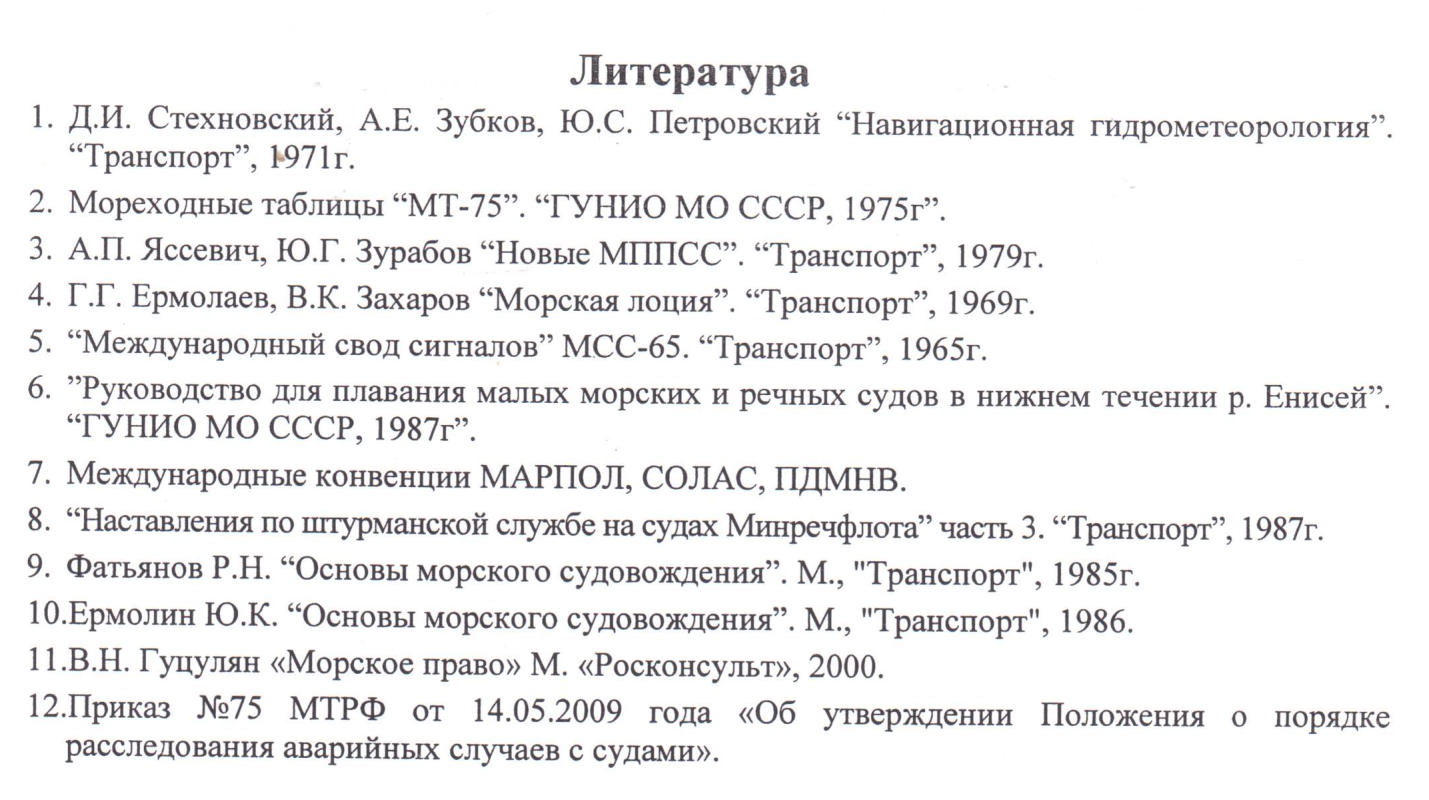 Литература
1. Д.И. Стехновский, А.Е. Зубков, Ю.С. Петровский “Навигационная гидрометеорология”.
“Транспорт”, 1971г.
2. Мореходные таблицы “МТ-75”. “ГУНИО МО СССР, 1975г”.
3. А.П. Яссевич, Ю.Г. Зурабов “Новые МППСС”. “Транспорт”, 1979г.
4. Г.Г. Ермолаев, В.К. Захаров “Морская лоция”. “Транспорт”, 1969г.
5. “Международный свод сигналов” МСС-65. “Транспорт”, 1965г.
6. ”Руководство для плавания малых морских и речных судов в нижнем течении р. Енисей”.
“ГУНИО МО СССР, 1987г”.
7. Международные конвенции МАРПОЛ, СОЛАС, ПДМНВ.
8. “Наставления по штурманской службе на судах Минречфлота” часть 3. “Транспорт”, 1987г.
9. Фатьянов Р.Н. “Основы морского судовождения”. М., "Транспорт", 1985г.
10.Ермолин Ю.К. “Основы морского судовождения”. М., "Транспорт", 1986.
11.В.Н. Гуцулян «Морское право» М. «Росконсульт», 2000.
12.Приказ №75 МТРФ от 14.05.2009 года «Об утверждении Положения о порядке
расследования аварийных случаев с судами».